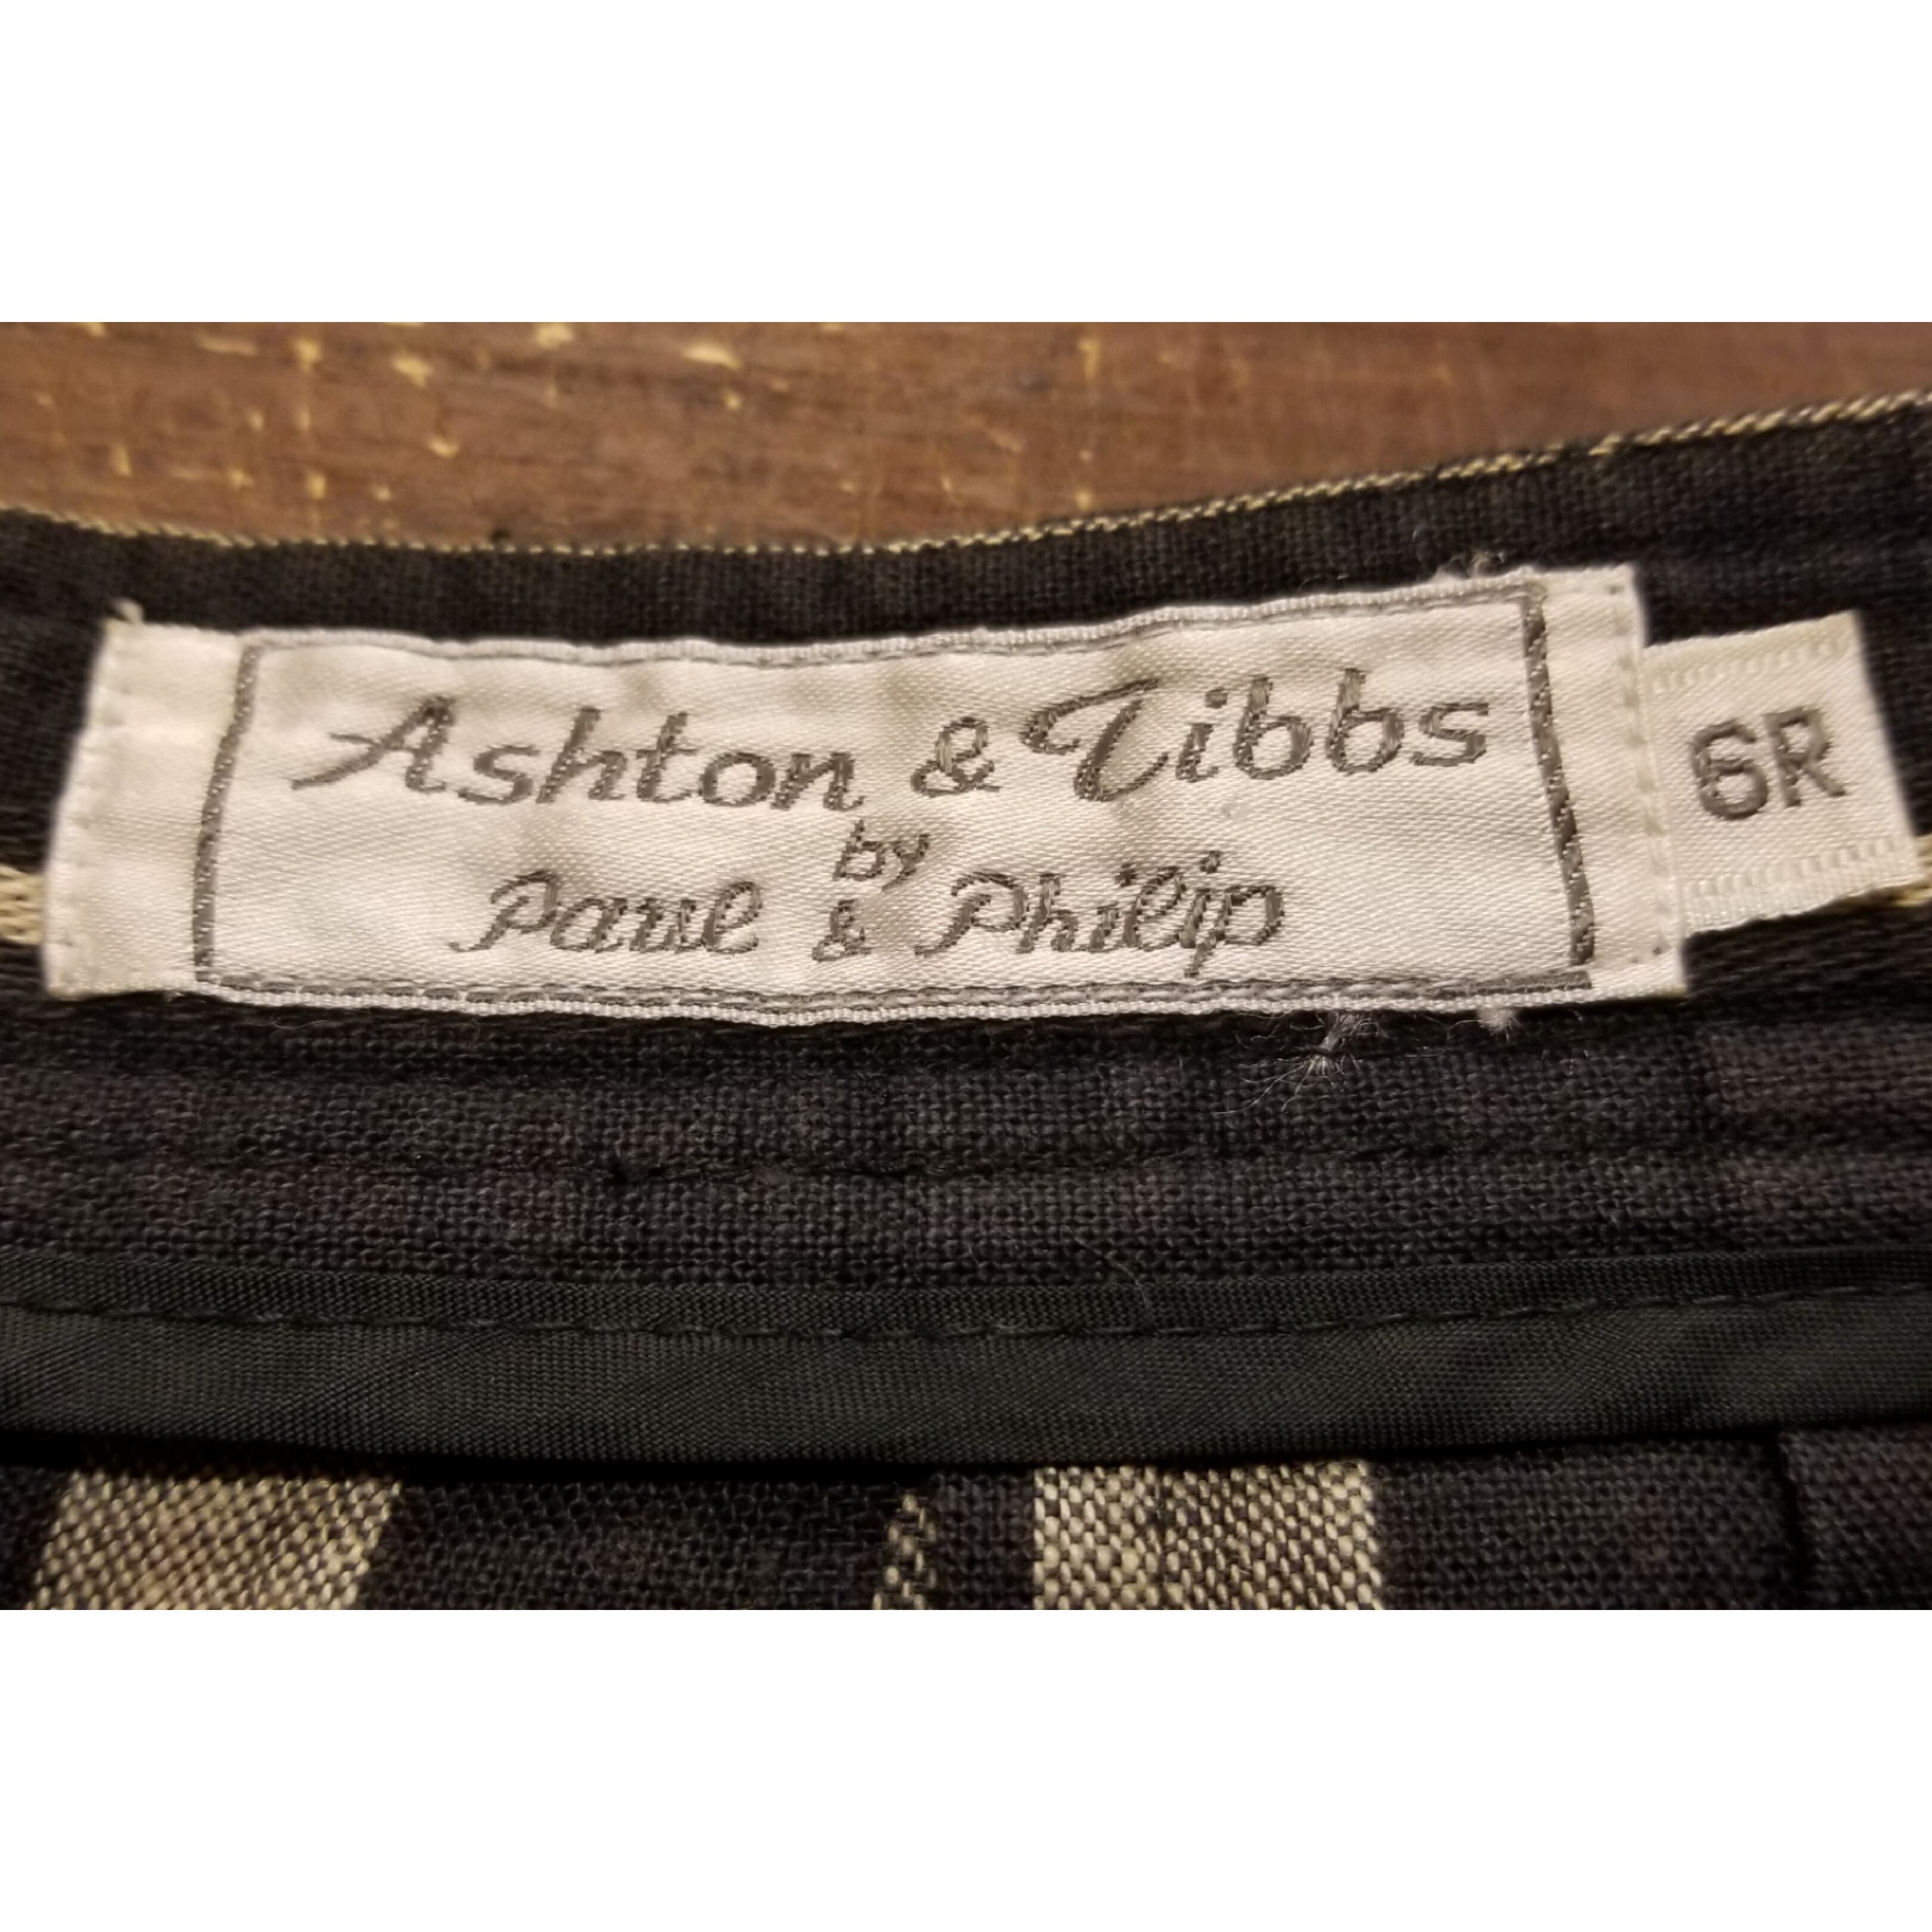 Ashton & Tibbs
by
Paul & Philip
6R